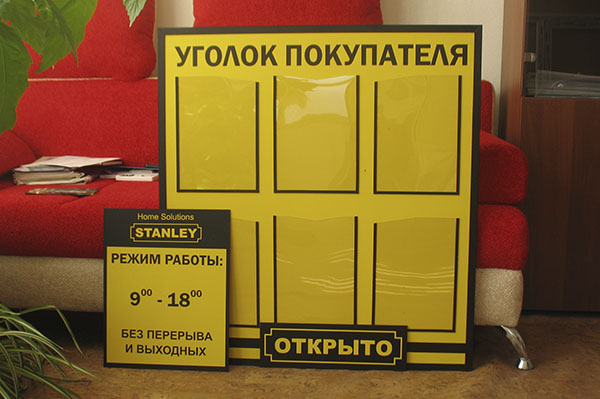 УГОЛОК ПОКУПАТЕЛЯ
Home Solutions
STANLEY
РЕЖИМ РАБОТЫ:
9⁰⁰ - 18⁰⁰
БЕЗ ПЕРЕРЫВА
И ВЫХОДНЫХ
ОТКРЫТО